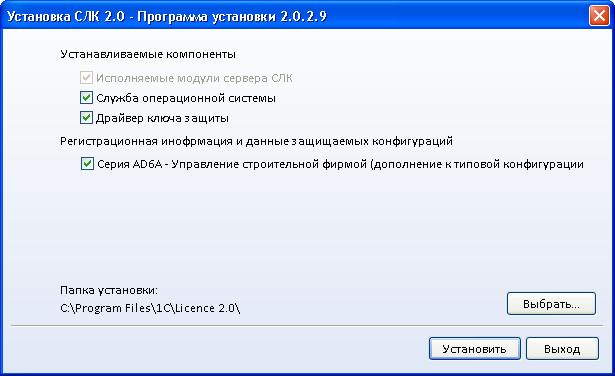 Установка СЛК 2.0 - Программа установки 2.0.2.9
Устанавливаемые компоненты
Исполняемые модули сервера СЛК
Служба операционной системы
Драйвер ключа защиты
Регистрационная инофрмация и данные защищаемых конфигураций
Серия AD6A - Управление строительной фирмой (дополнение к типовой конфигурации
Папка установки:
C:\Program Files\1C\Licence 2.0\
Выбрать...
Установить
Выход